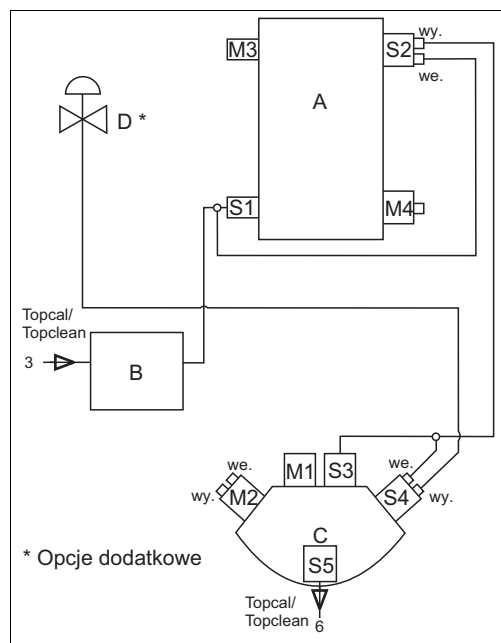 wy.
M3
S2
we.
A
D *
S1
M4
Topcal/
Topclean
3
B
we.
M1
S3
we.
wy.
M2
S4
wy.
C
* Opcje dodatkowe
S5
Topcal/
Topclean
6